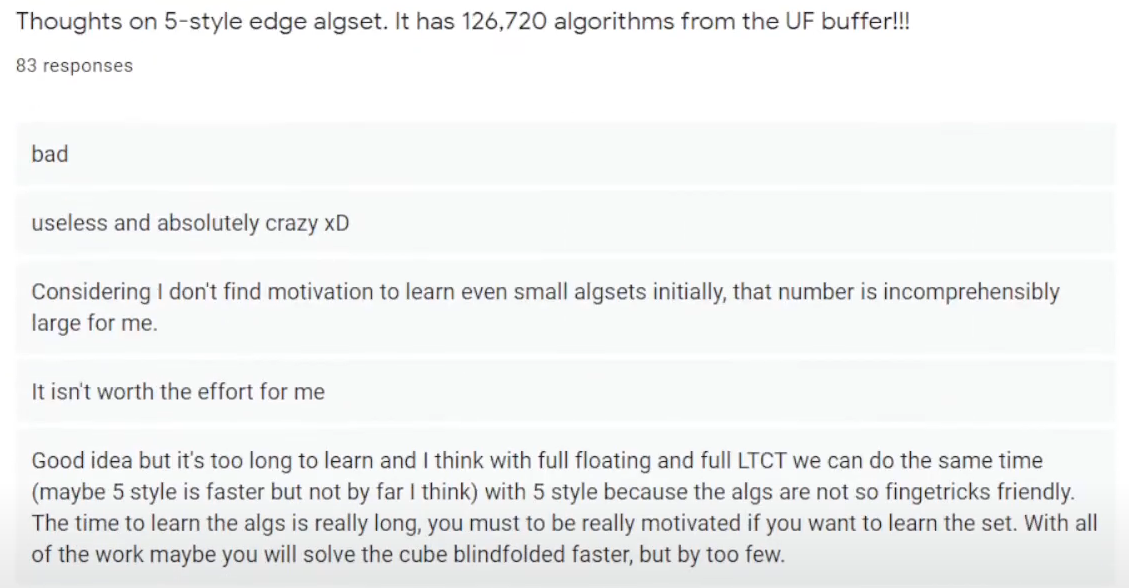 Thoughts on 5-style edge algset. It has 126,720 algorithms from the UF buffer!!!
83 responses
bad
useless and absolutely crazy xD
Considering I don't find motivation to learn even small algsets initially, that number is incomprehensibly
large for me.
It isn't worth the effort for me
Good idea but it's too long to learn and I think with full floating and full LTCT we can do the same time
(maybe 5 style is faster but not by far I think) with 5 style because the algs are not so fingetricks friendly.
The time to learn the algs is really long, you must to be really motivated if you want to learn the set. With all
of the work maybe you will solve the cube blindfolded faster, but by too few.